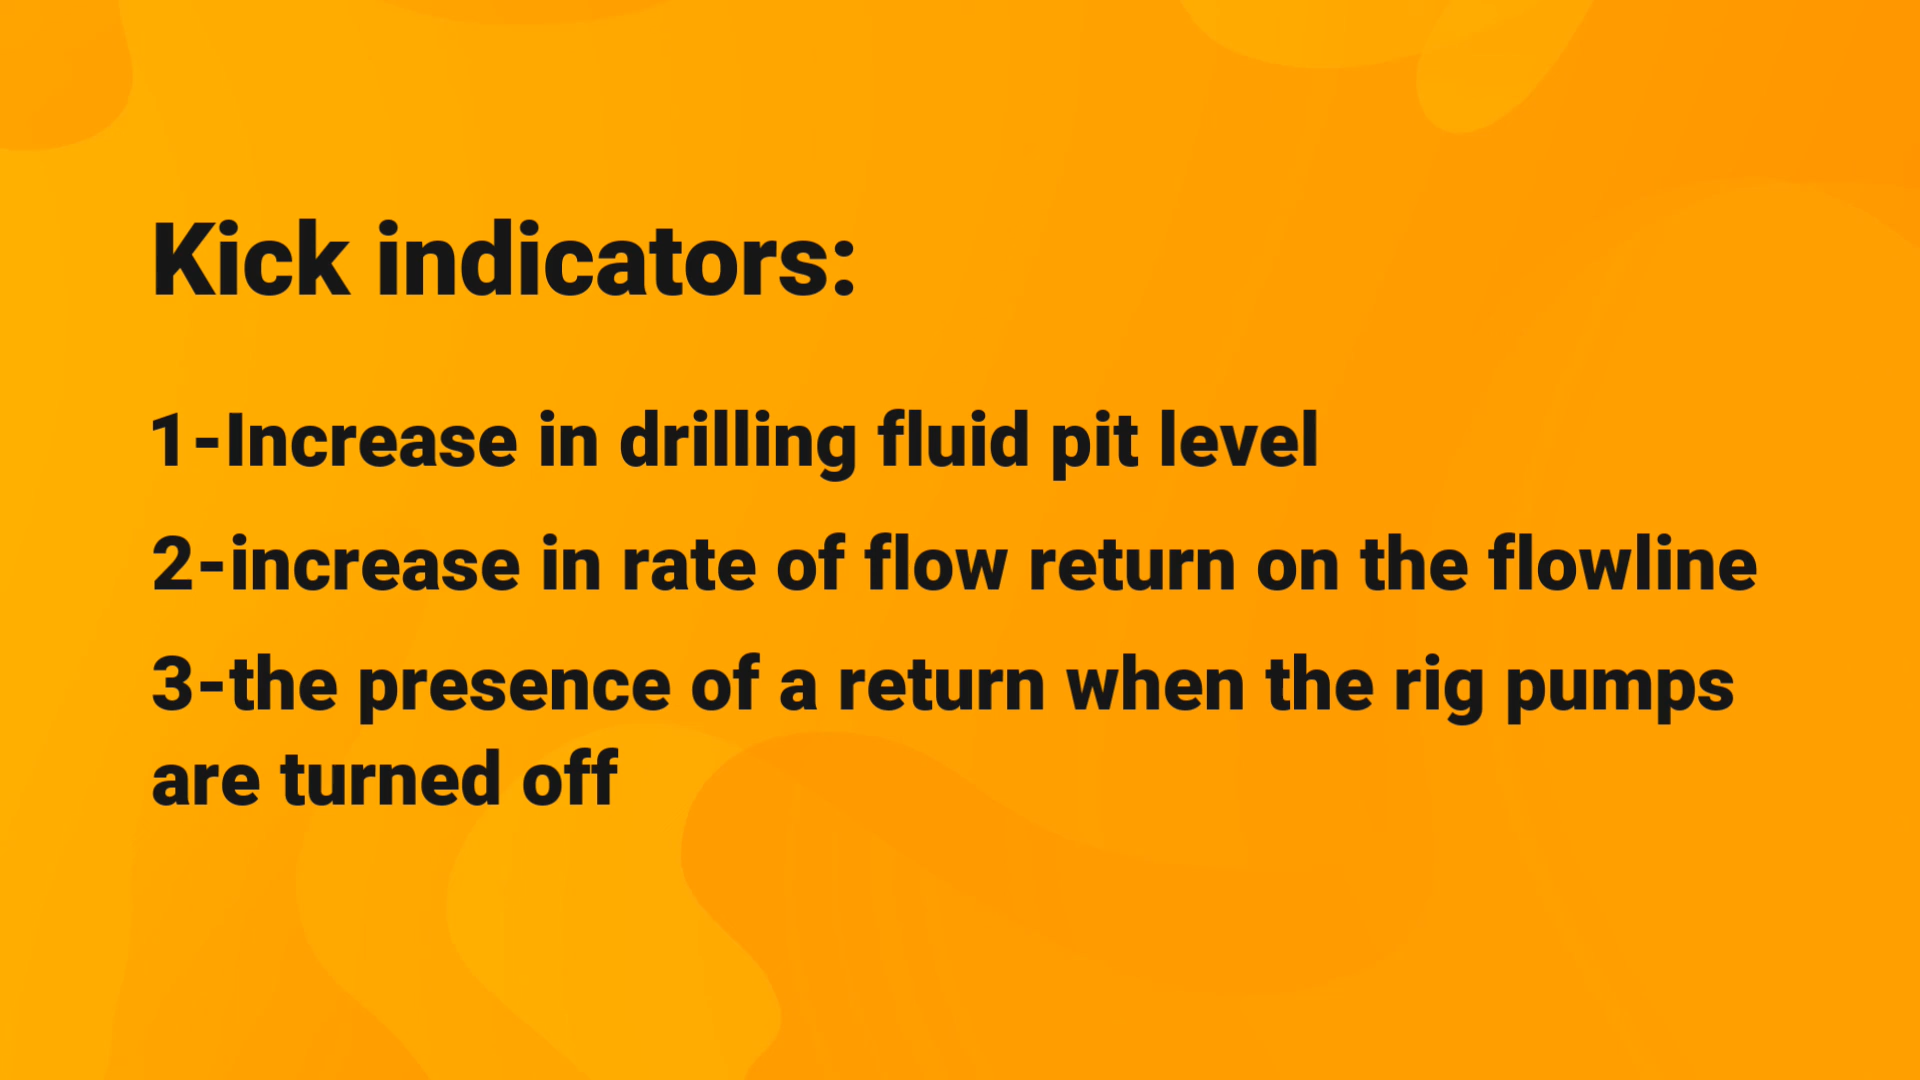 Kick indicators:
1-Increase in drilling fluid pit level
2-increase in rate of flow return on the flowline
3-the presence of a return when the rig pumps
are turned off